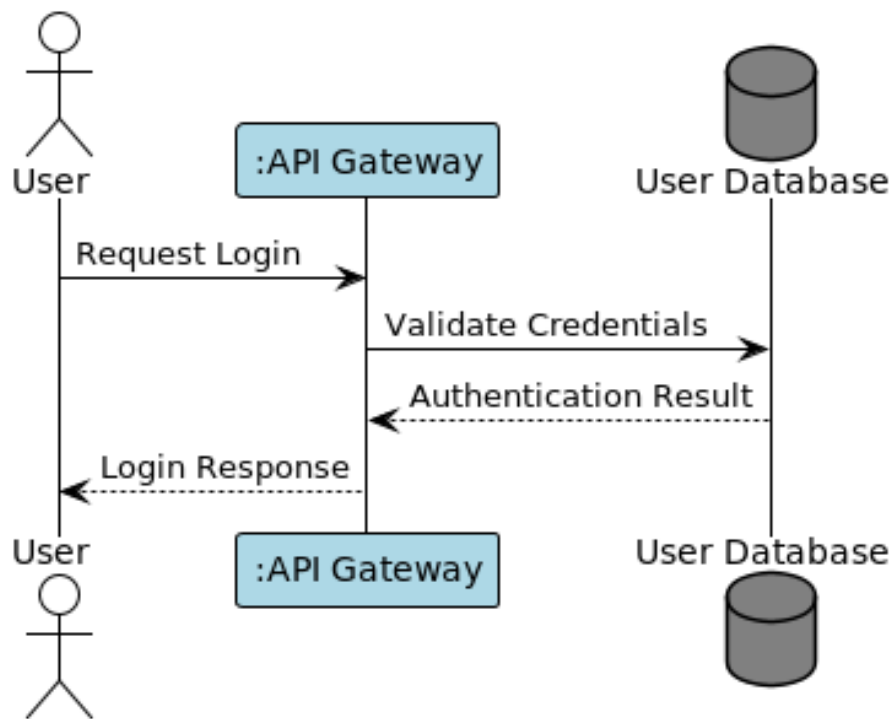 User
:API Gateway
User Database
Request Login
Validate Credentials
Authentication Result
Login Response
User
:API Gateway
User Database